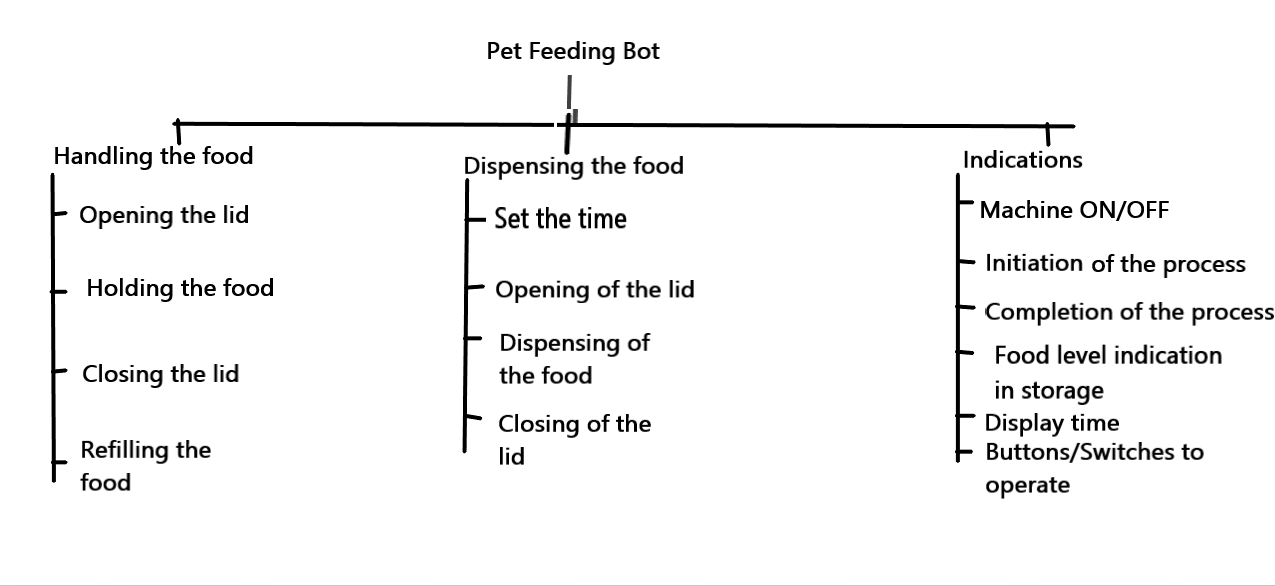 Pet Feeding Bot
Handling the food
Opening the lid
Holding the food
Closing the lid
Refilling the
food
Dispensing the food
Set the time
Opening of the lid
Dispensing of
the food
Closing of the
lid
Indications
Machine ON/OFF
Initiation of the process
Completion of the process
Food level indication
in storage
Display time
Buttons/Switches to
operate